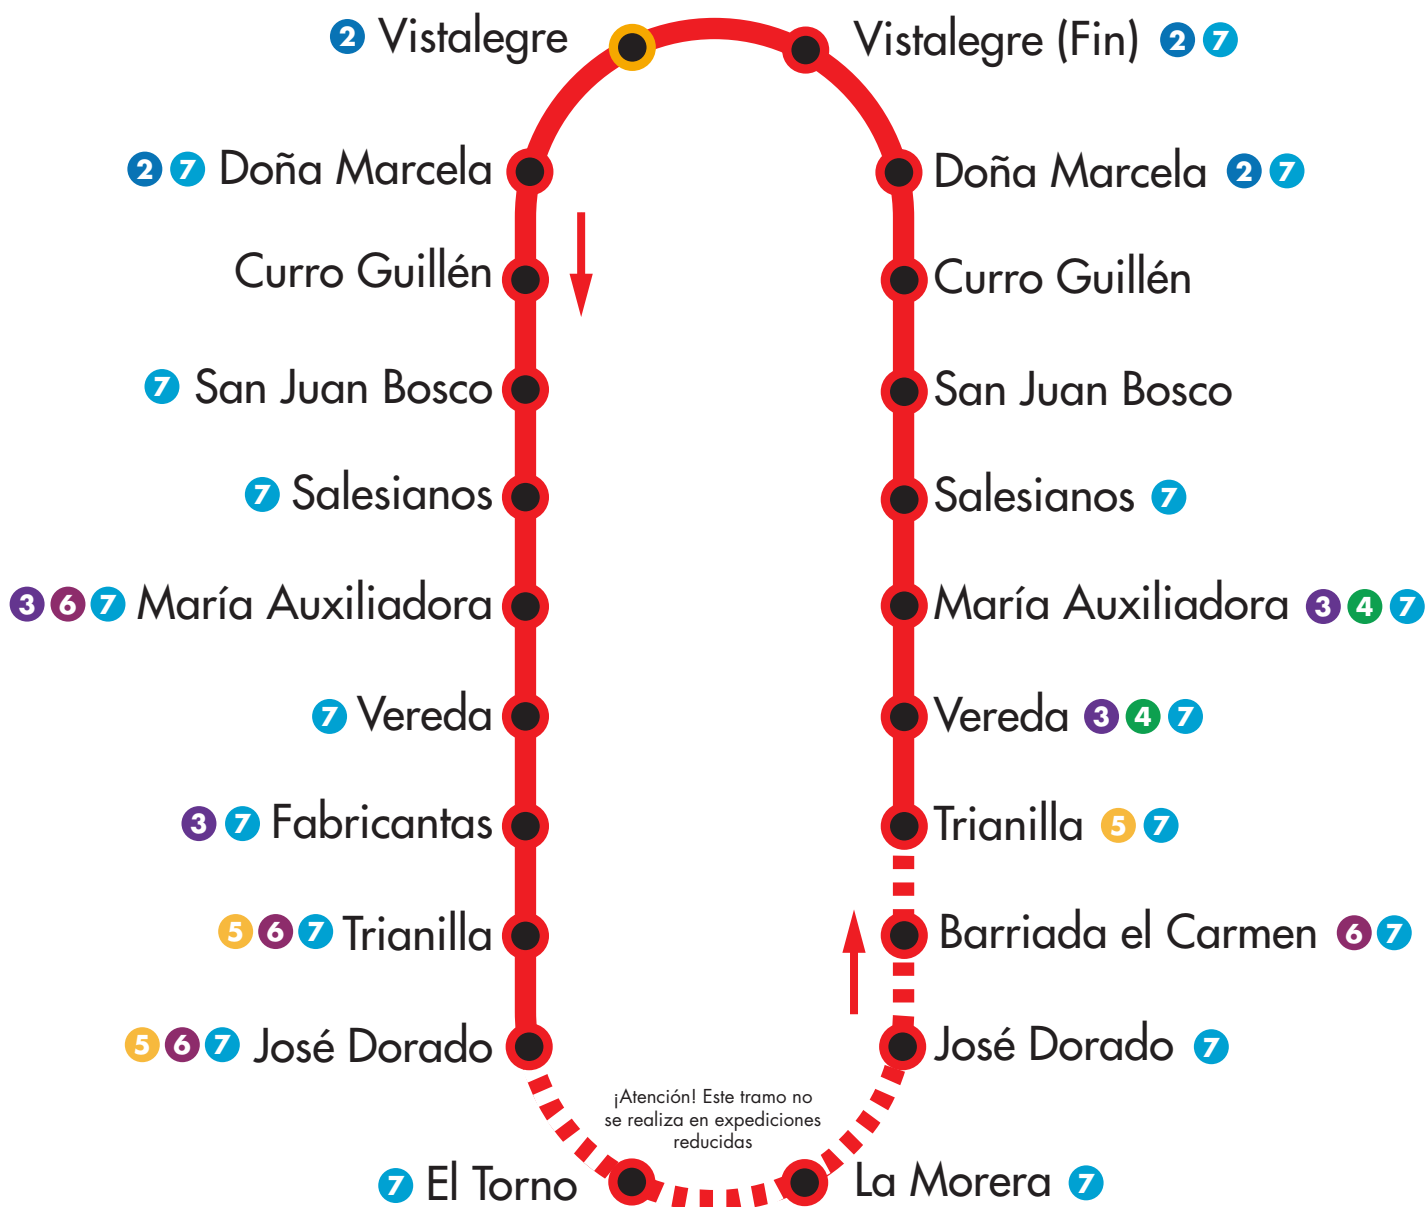 2 Vistalegre
2 7 Doña Marcela
Curro Guillén
7 San Juan Bosco
7 Salesianos
3 6 7 María Auxiliadora
7 Vereda
3 7 Fabricantas
5 6 7 Trianilla
5 6 7 José Dorado
7 El Torno
¡Atención! Este tramo no
se realiza en expediciones
reducidas
Vistalegre (Fin) 2 7
Doña Marcela 2 7
Curro Guillén
San Juan Bosco
Salesianos 7
María Auxiliadora 3 4 7
Vereda 3 4 7
Trianilla 5 7
Barriada el Carmen 6 7
José Dorado 7
La Morera 7